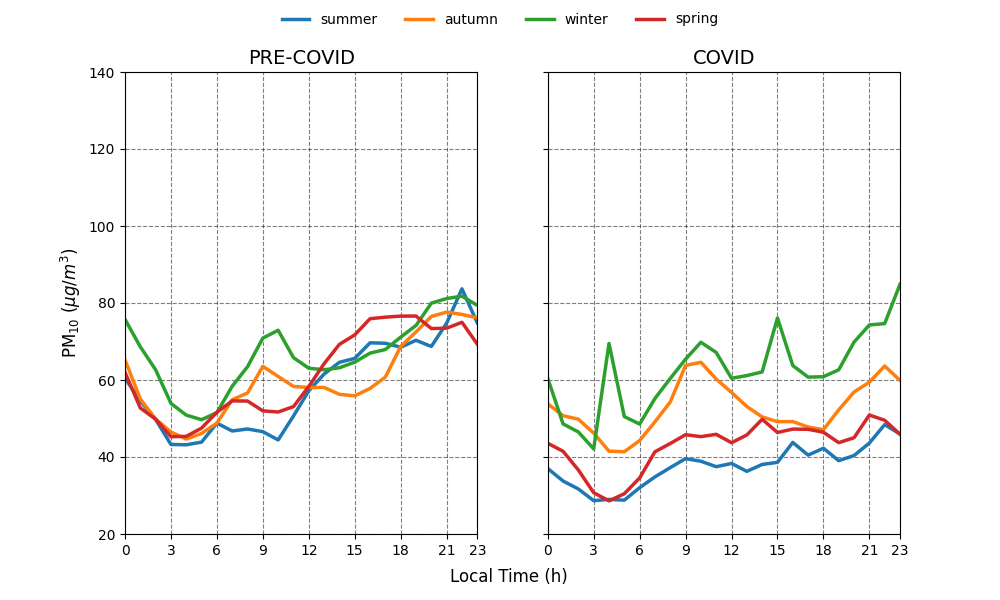 summer autumn winter spring
PRE-COVID COVID
140
120
100
80
60
40
20
PM₁₀ (μg/m³)
0 3 6 9 12 15 18 21 23 0 3 6 9 12 15 18 21 23
Local Time (h)